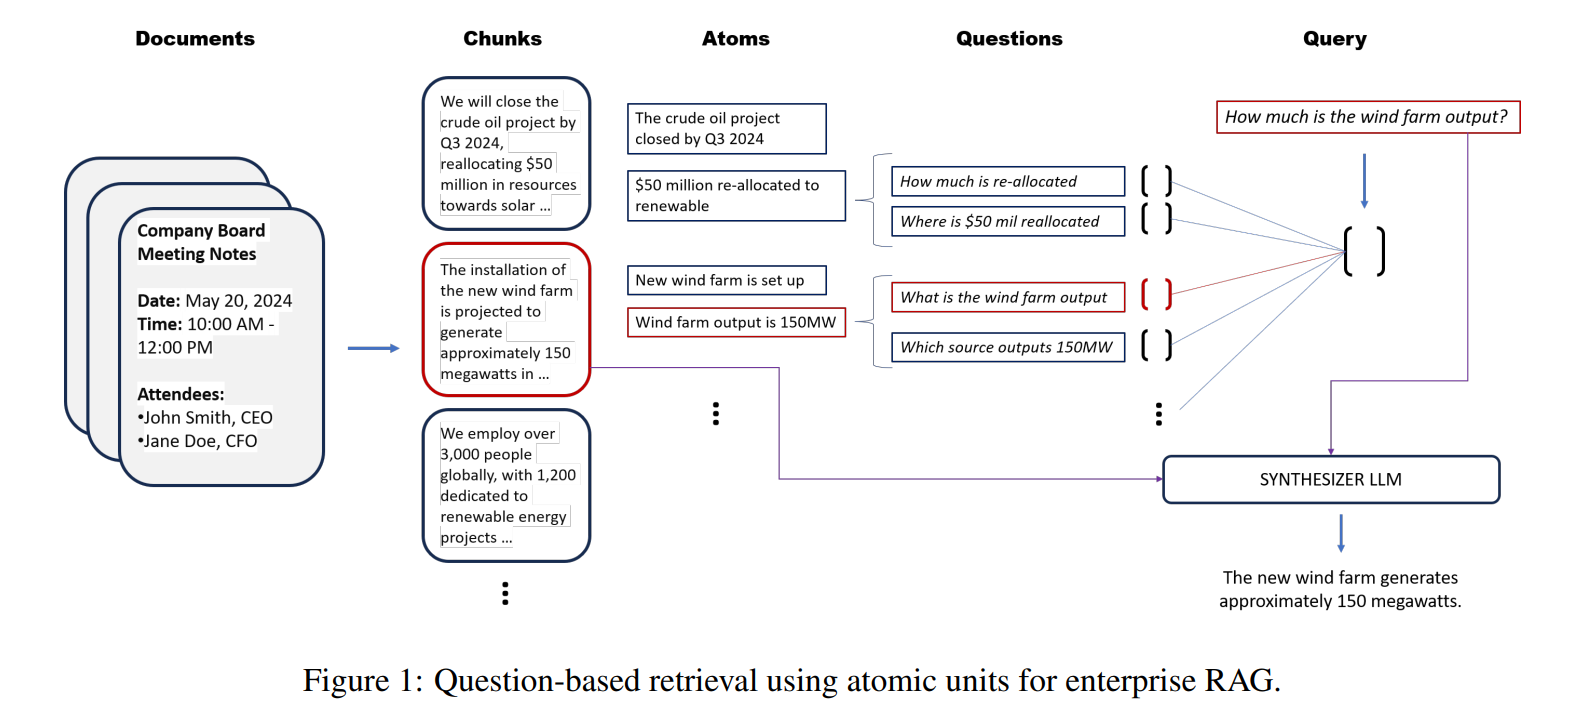 Documents
Chunks
Atoms
Questions
Query
Company Board
Meeting Notes
Date: May 20, 2024
Time: 10:00 AM -
12:00 PM
Attendees:
•John Smith, CEO
•Jane Doe, CFO
We will close the
crude oil project by
Q3 2024,
reallocating $50
million in resources
towards solar ...
The installation of
the new wind farm
is projected to
generate
approximately 150
megawatts in ...
We employ over
3,000 people
globally, with 1,200
dedicated to
renewable energy
projects ...
The crude oil project
closed by Q3 2024
$50 million re-allocated to
renewable
New wind farm is set up
Wind farm output is 150MW
How much is re-allocated
Where is $50 mil reallocated
What is the wind farm output
Which source outputs 150MW
How much is the wind farm output?
SYNTHESIZER LLM
The new wind farm generates
approximately 150 megawatts.
Figure 1: Question-based retrieval using atomic units for enterprise RAG.